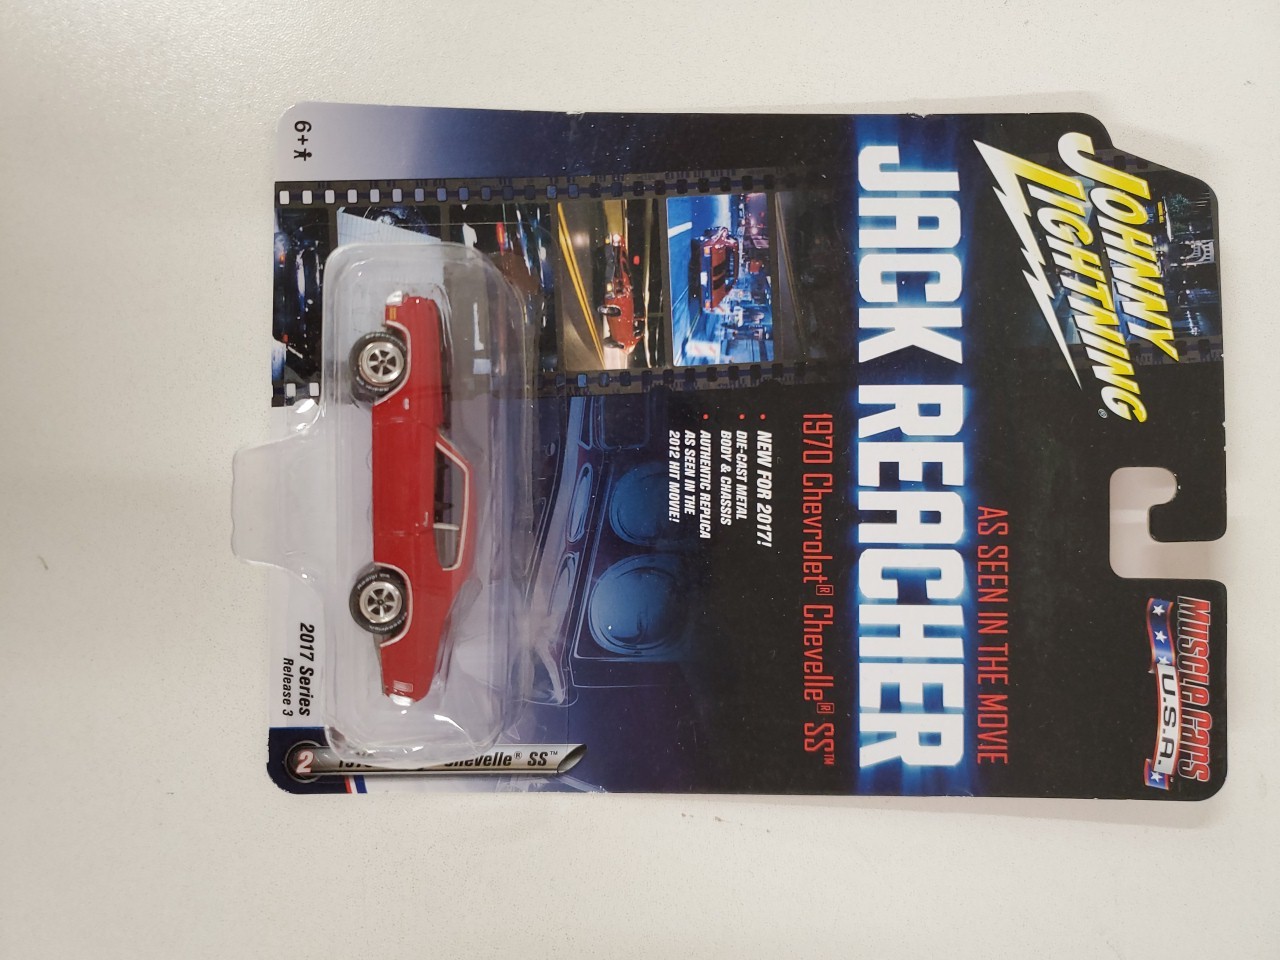 JOHNNY
LIGHTNING®
MUSCLE CARS
U.S.A.
AS SEEN IN THE MOVIE
JACK REACHER
1970 Chevrolet® Chevelle® SS™
• NEW FOR 2017!
• DIE-CAST METAL
BODY & CHASSIS
• AUTHENTIC REPLICA
AS SEEN IN THE
2012 HIT MOVIE!
6+
2017 Series
Release 3
2
Chevelle® SS™